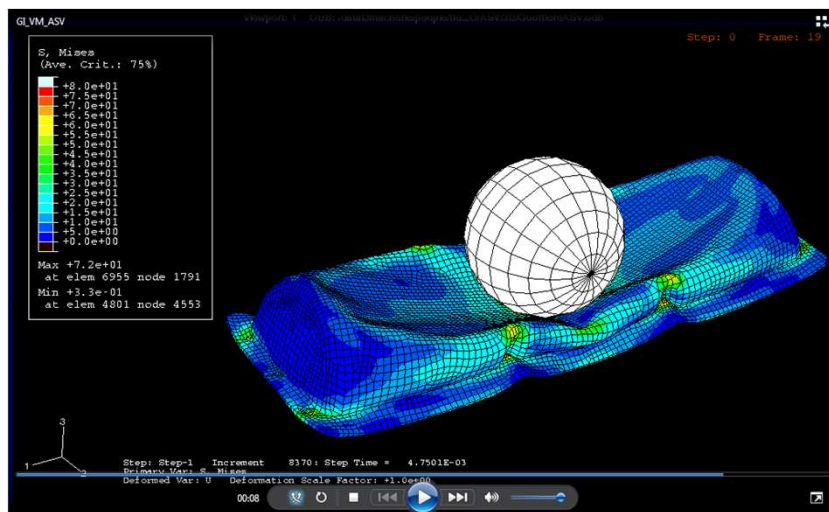 GI_VM_ASV
Step: 0 Frame: 19
S, Mises
(Ave. Crit.: 75%)
+8.0e+01
+7.5e+01
+7.0e+01
+6.5e+01
+6.0e+01
+5.5e+01
+5.0e+01
+4.5e+01
+4.0e+01
+3.5e+01
+3.0e+01
+2.5e+01
+2.0e+01
+1.5e+01
+1.0e+01
+5.0e+00
+0.0e+00
Max +7.2e+01
at elem 6955 node 1791
Min +3.3e-01
at elem 4801 node 4553
3
1
2
Step: Step-1 Increment 8370: Step Time = 4.7501E-03
Primary Var: S, Mises
Deformed Var: U Deformation Scale Factor: +1.0e+00
00:08